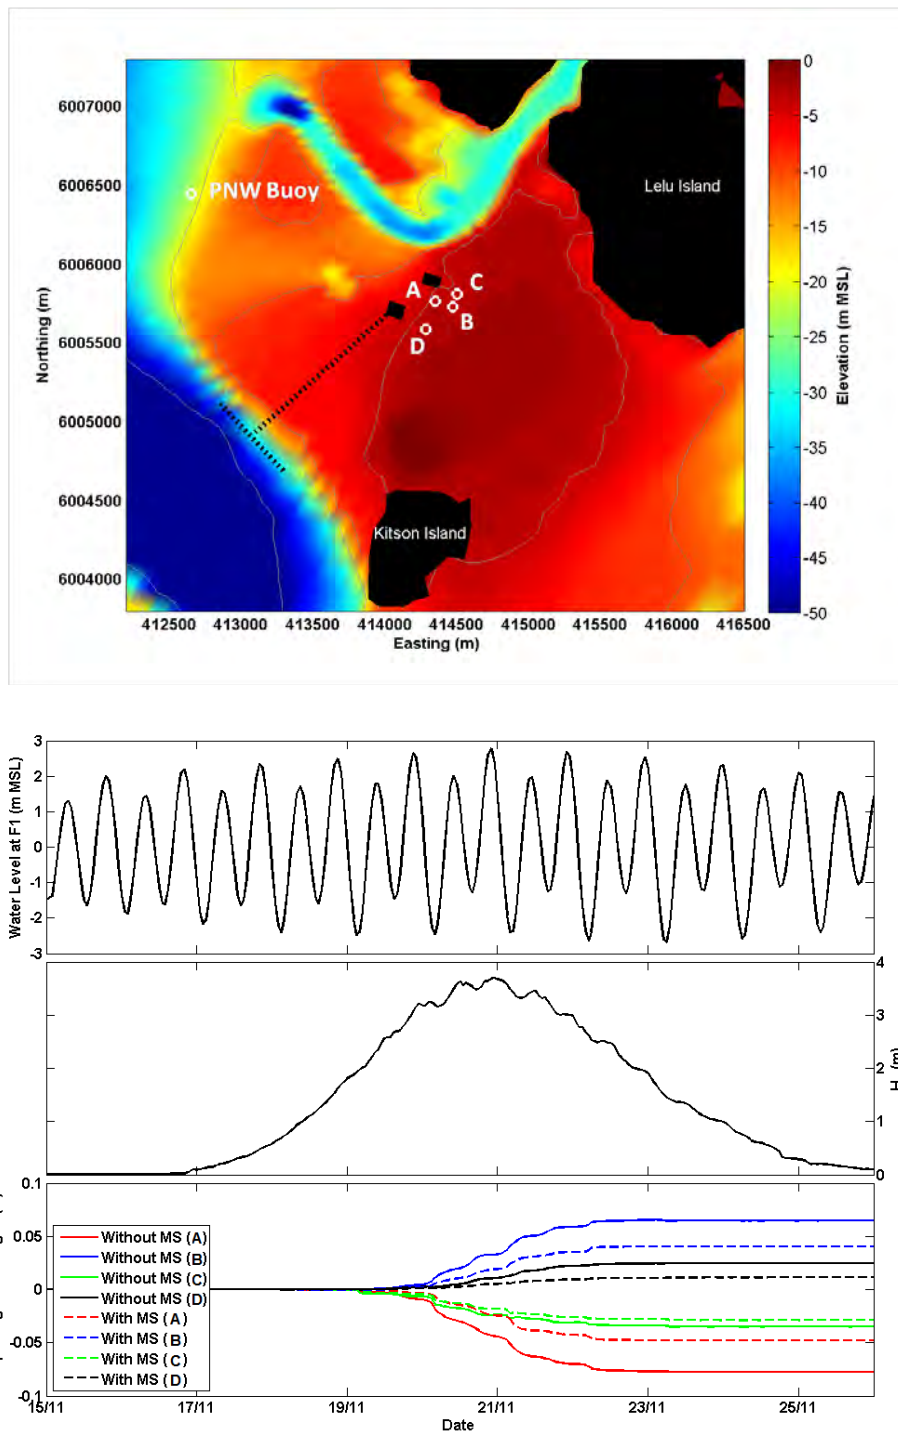 6007000
6006500
6006000
6005500
6005000
6004500
6004000
Northing (m)
PNW Buoy
Lelu Island
A
C
B
D
Kitson Island
412500 413000 413500 414000 414500 415000 415500 416000 416500
Easting (m)
0
-5
-10
-15
-20
-25
-30
-35
-40
-45
-50
Elevation (m MSL)
3
2
1
0
-1
-2
-3
Water Level at F1 (m MSL)
4
3
2
1
0
(m)
0.1
0.05
0
-0.05
-0.1
Without MS (A)
Without MS (B)
Without MS (C)
Without MS (D)
With MS (A)
With MS (B)
With MS (C)
With MS (D)
15/11 17/11 19/11 21/11 23/11 25/11
Date